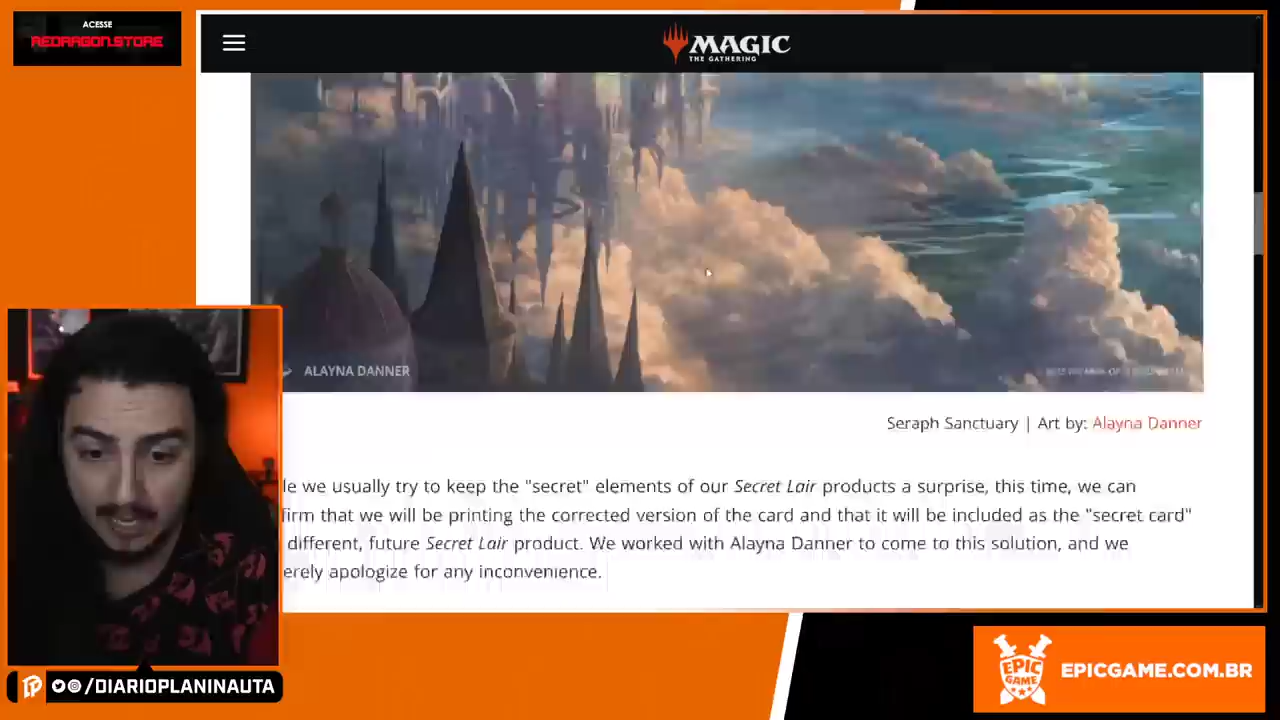 ACCESSE
REDRAGON.STORE
MAGIC
THE GATHERING
ALAYNA DANNER
Seraph Sanctuary | Art by: Alayna Danner
le we usually try to keep the "secret" elements of our Secret Lair products a surprise, this time, we can
firm that we will be printing the corrected version of the card and that it will be included as the "secret card"
different, future Secret Lair product. We worked with Alayna Danner to come to this solution, and we
erely apologize for any inconvenience.
/DIARIOPLANINAUTA
EPIC
GAME
EPICGAME.COM.BR